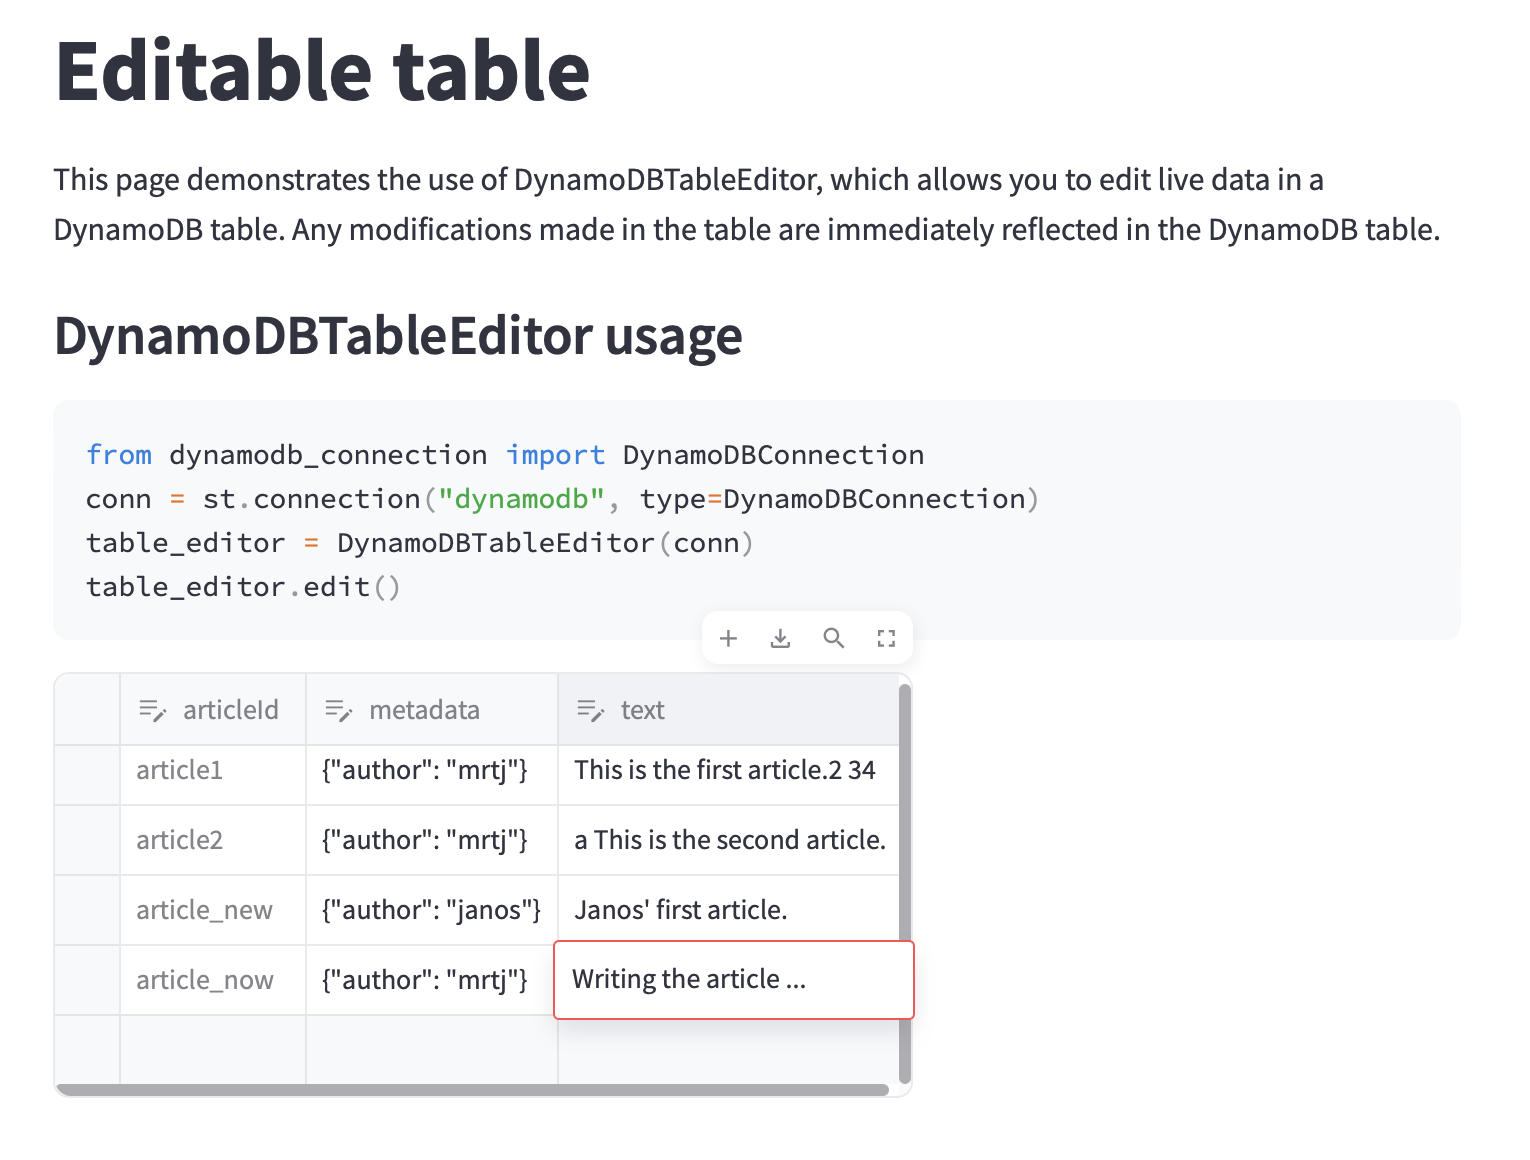 Editable table
This page demonstrates the use of DynamoDBTableEditor, which allows you to edit live data in a
DynamoDB table. Any modifications made in the table are immediately reflected in the DynamoDB table.
DynamoDBTableEditor usage
from dynamodb_connection import DynamoDBConnection
conn = st.connection("dynamodb", type=DynamoDBConnection)
table_editor = DynamoDBTableEditor(conn)
table_editor.edit()
articleId metadata text
article1 {"author": "mrtj"} This is the first article.2 34
article2 {"author": "mrtj"} a This is the second article.
article_new {"author": "janos"} Janos' first article.
article_now {"author": "mrtj"} Writing the article ...